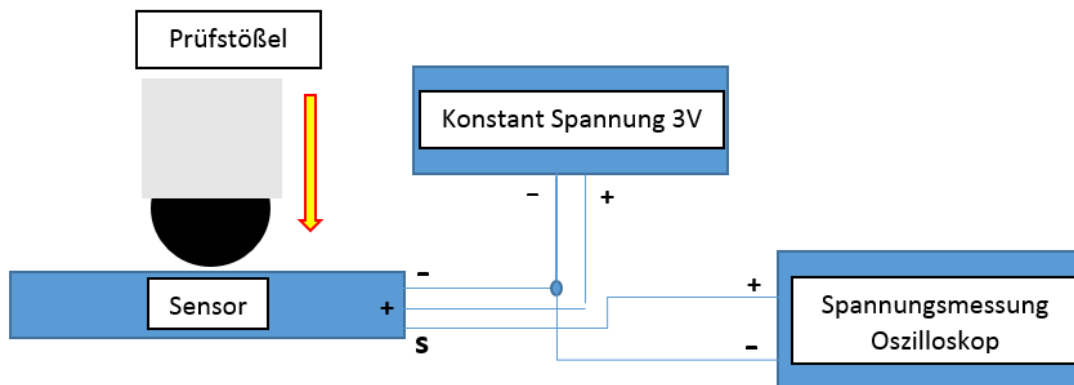 Prüfstößel
Konstant Spannung 3V
– +
–
Sensor +
S
+
Spannungsmessung
Oszilloskop
–